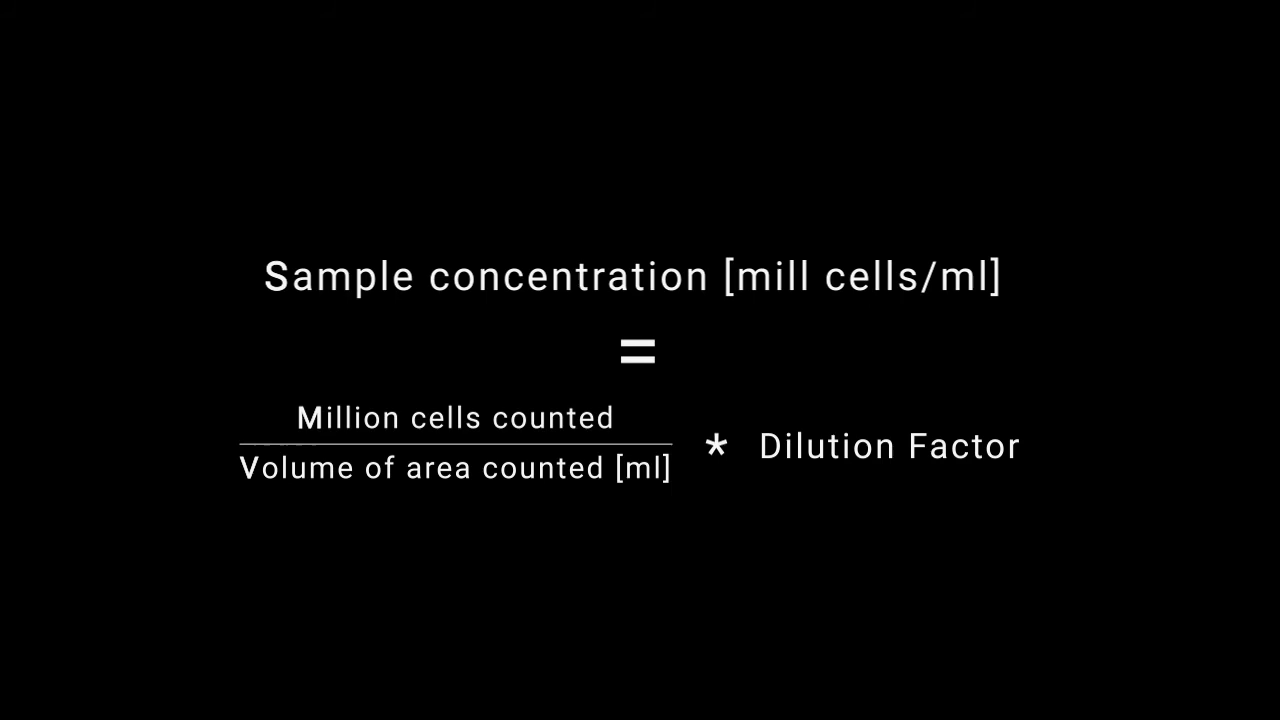 Sample concentration [mill cells/ml]
=
Million cells counted
Volume of area counted [ml]
* Dilution Factor